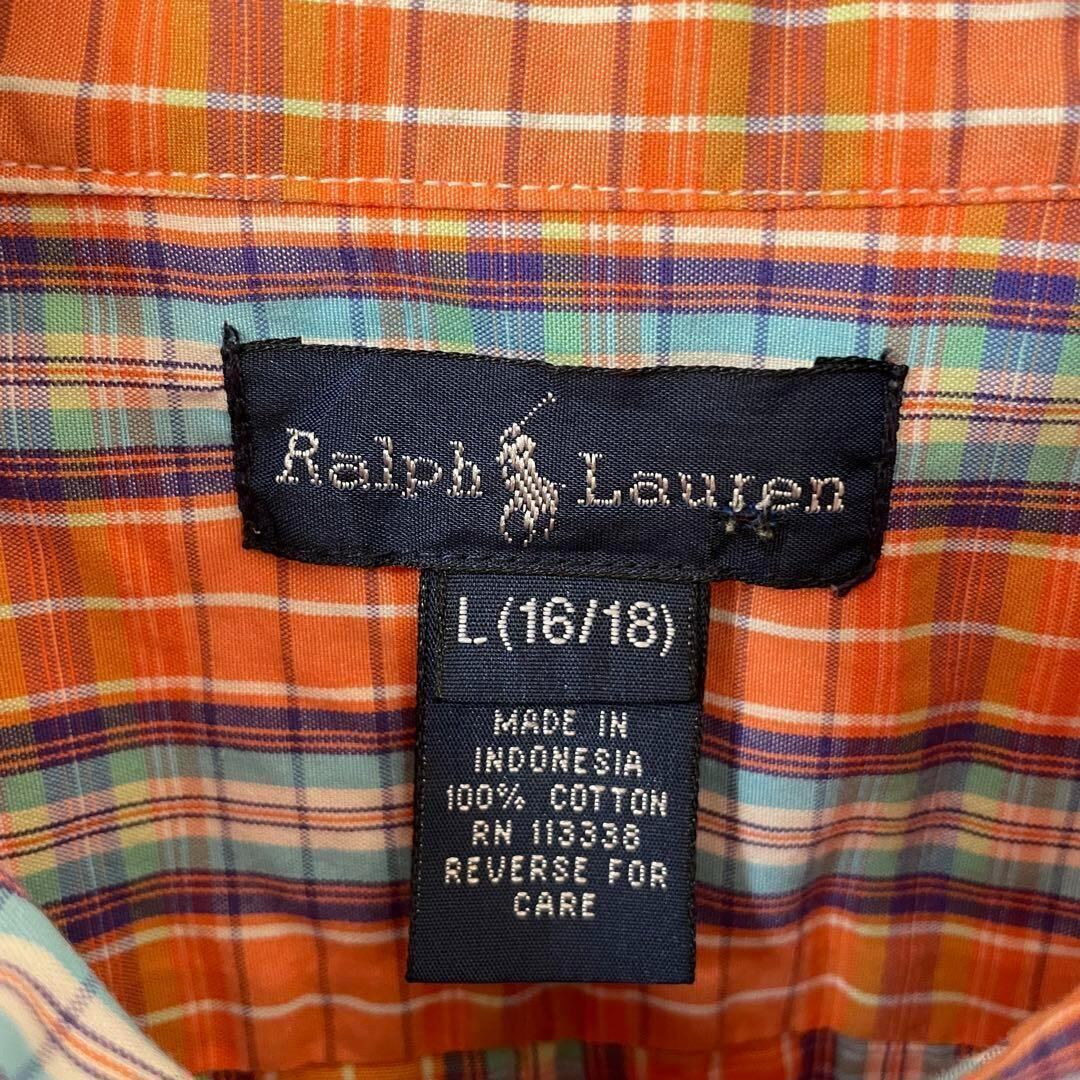 Ralph Lauren
L (16/18)
MADE IN
INDONESIA
100% COTTON
RN 113338
REVERSE FOR
CARE